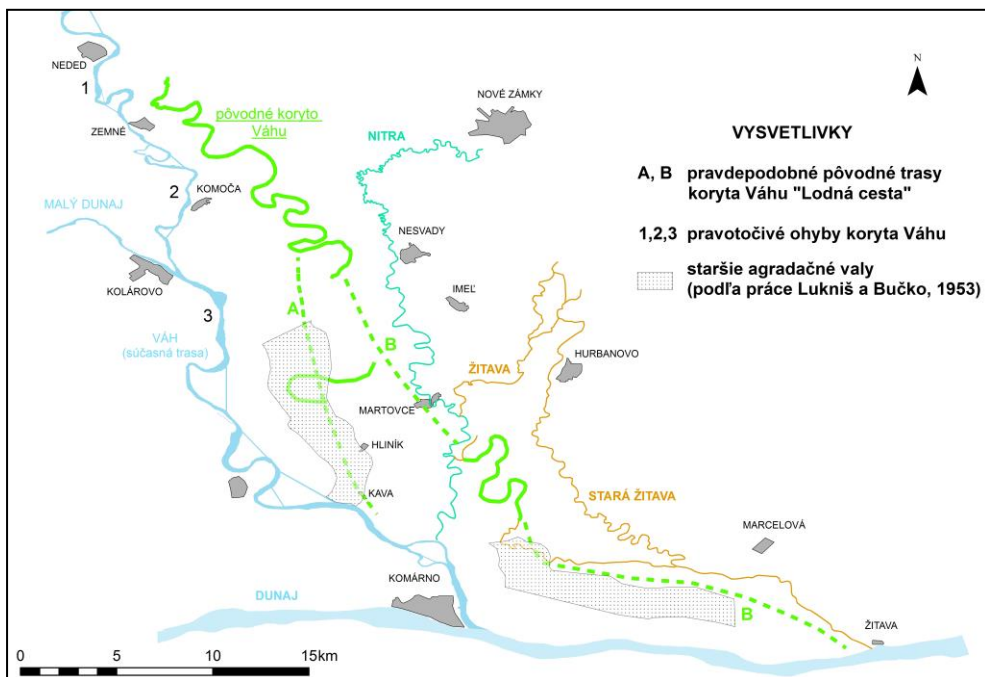 NEDED
1
ZEMNÉ
pôvodné koryto
Váhu
NITRA
NOVÉ ZÁMKY
N
VYSVETLIVKY
A, B pravdepodobné pôvodné trasy
koryta Váhu "Lodná cesta"
1,2,3 pravotočivé ohyby koryta Váhu
staršie agradačné valy
(podľa práce Lukniš a Bučko, 1953)
2
KOMOČA
MALÝ DUNAJ
KOLÁROVO
NESVADY
IMEĽ
3
A
VÁH
(súčasná trasa)
B
HURBANOVO
ŽITAVA
MARTOVCE
HLINÍK
KAVA
STARÁ ŽITAVA
MARCELOVÁ
KOMÁRNO
DUNAJ
B
ŽITAVA
0 5 10 15km